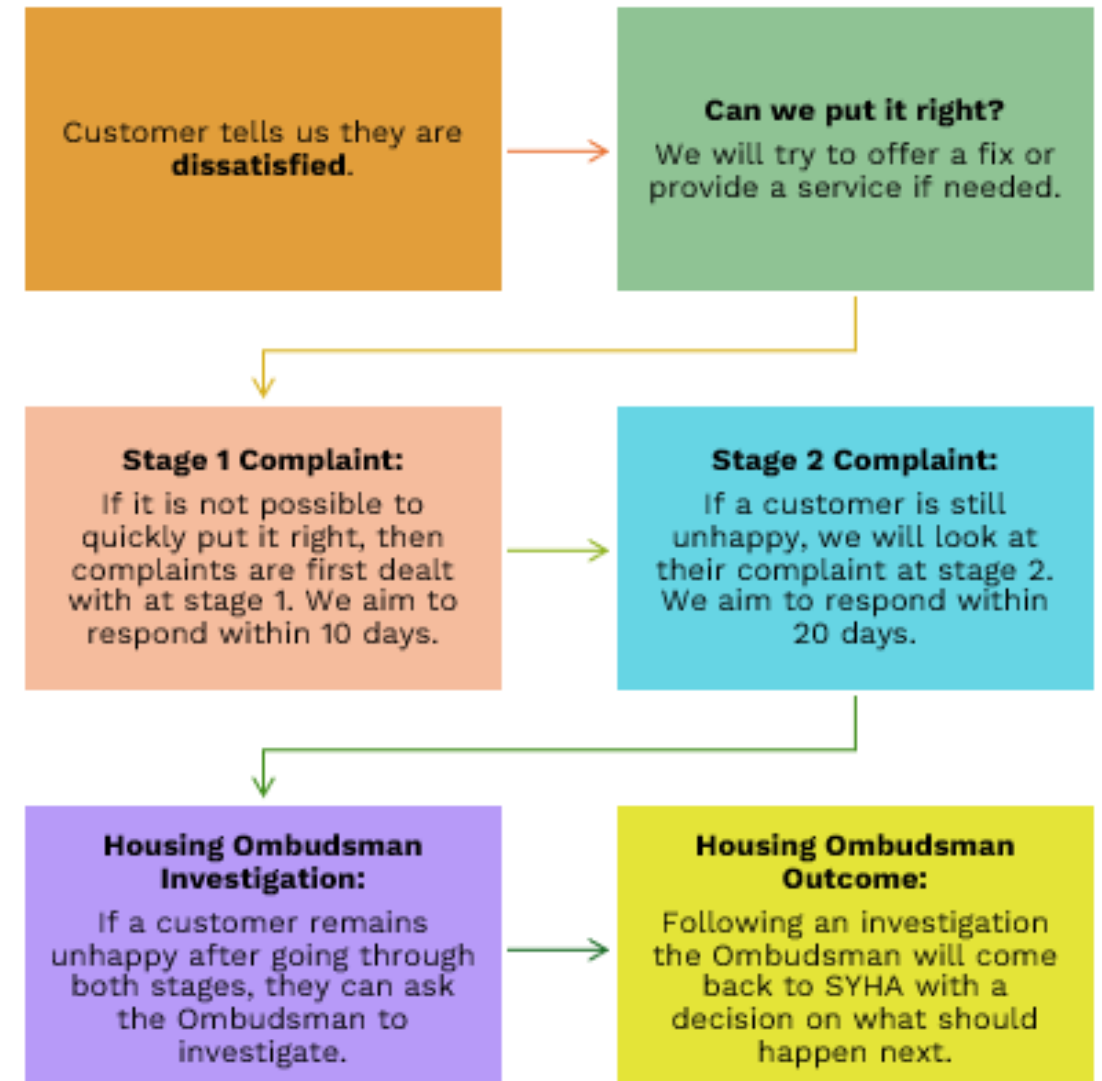 Customer tells us they are
dissatisfied.
Can we put it right?
We will try to offer a fix or
provide a service if needed.
Stage 1 Complaint:
If it is not possible to
quickly put it right, then
complaints are first dealt
with at stage 1. We aim to
respond within 10 days.
Stage 2 Complaint:
If a customer is still
unhappy, we will look at
their complaint at stage 2.
We aim to respond within
20 days.
Housing Ombudsman
Investigation:
If a customer remains
unhappy after going through
both stages, they can ask
the Ombudsman to
investigate.
Housing Ombudsman
Outcome:
Following an investigation
the Ombudsman will come
back to SYHA with a
decision on what should
happen next.